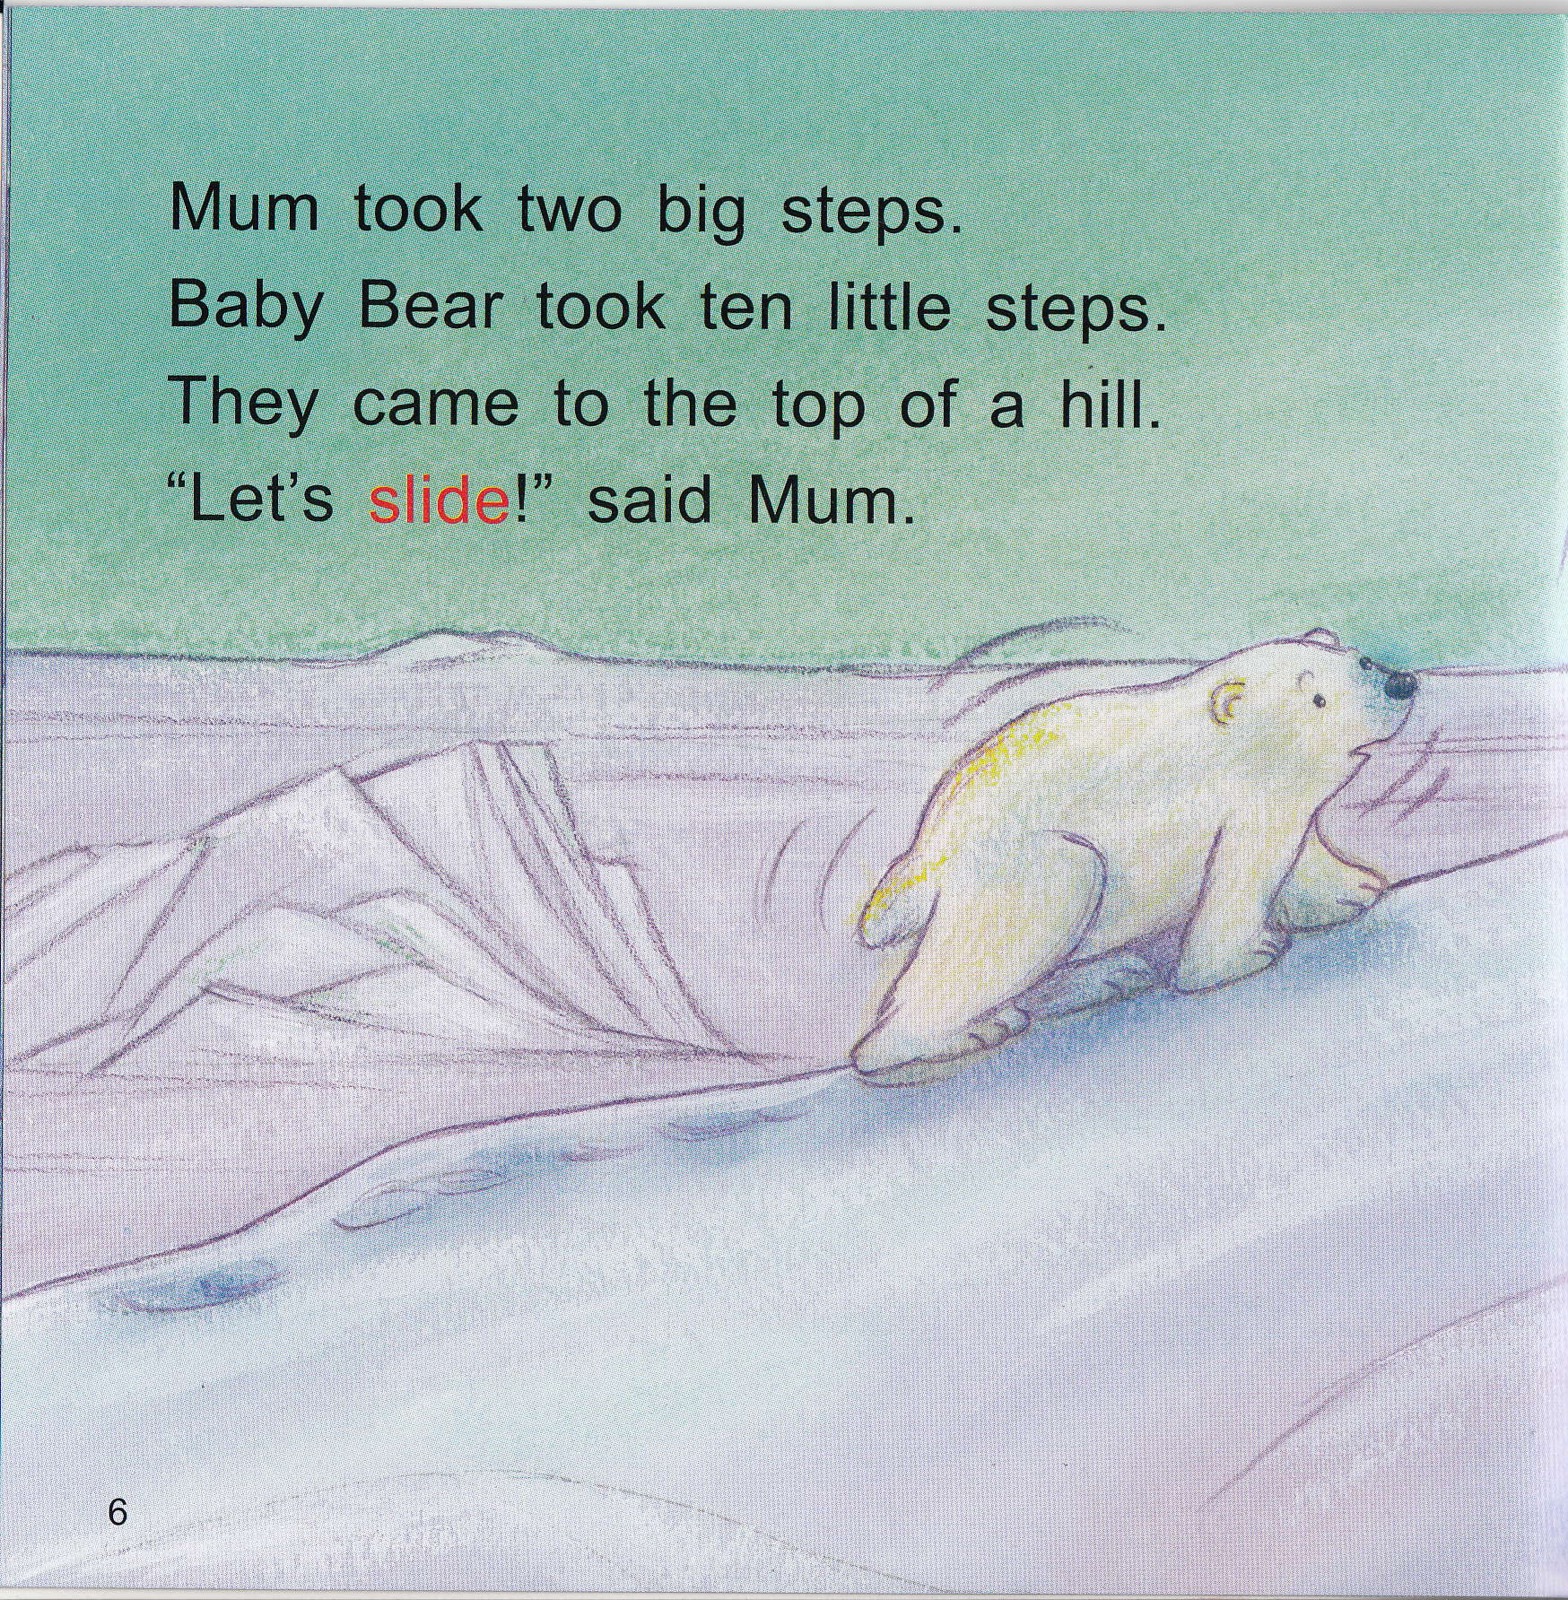 Mum took two big steps.
Baby Bear took ten little steps.
They came to the top of a hill.
“Let’s slide!” said Mum.
6